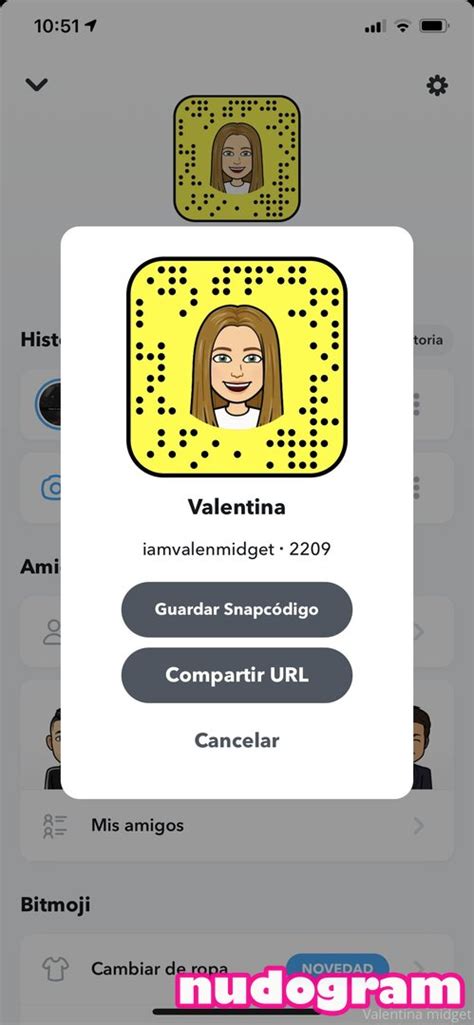 10:51
Hist
toria
Valentina
iamvalenmidget · 2209
Guardar Snapcódigo
Compartir URL
Ami
Cancelar
Mis amigos
Bitmoji
Cambiar de ropa
NOVEDAD
nudogram
Valentina midget